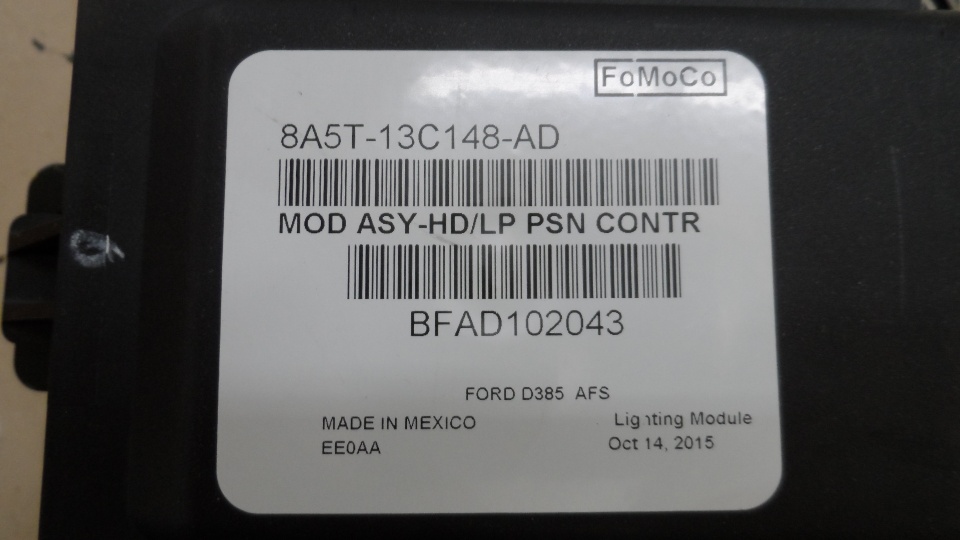 FoMoCo
8A5T-13C148-AD
MOD ASY-HD/LP PSN CONTR
BFAD102043
FORD D385 AFS
MADE IN MEXICO
EE0AA
Lighting Module
Oct 14, 2015